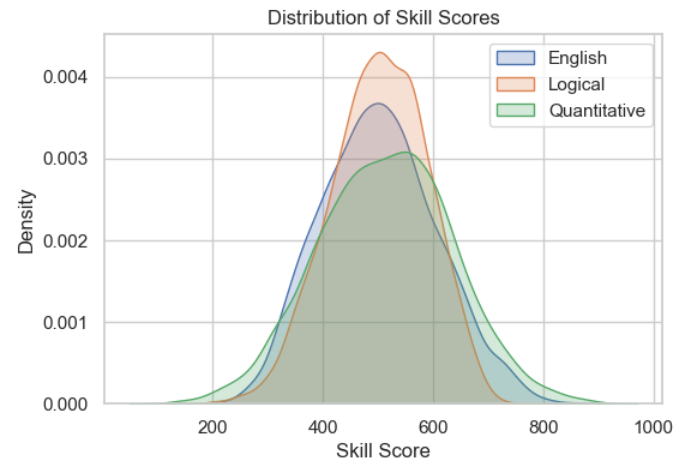 Distribution of Skill Scores
English
Logical
Quantitative
0.004
0.003
0.002
0.001
0.000
Density
200 400 600 800 1000
Skill Score